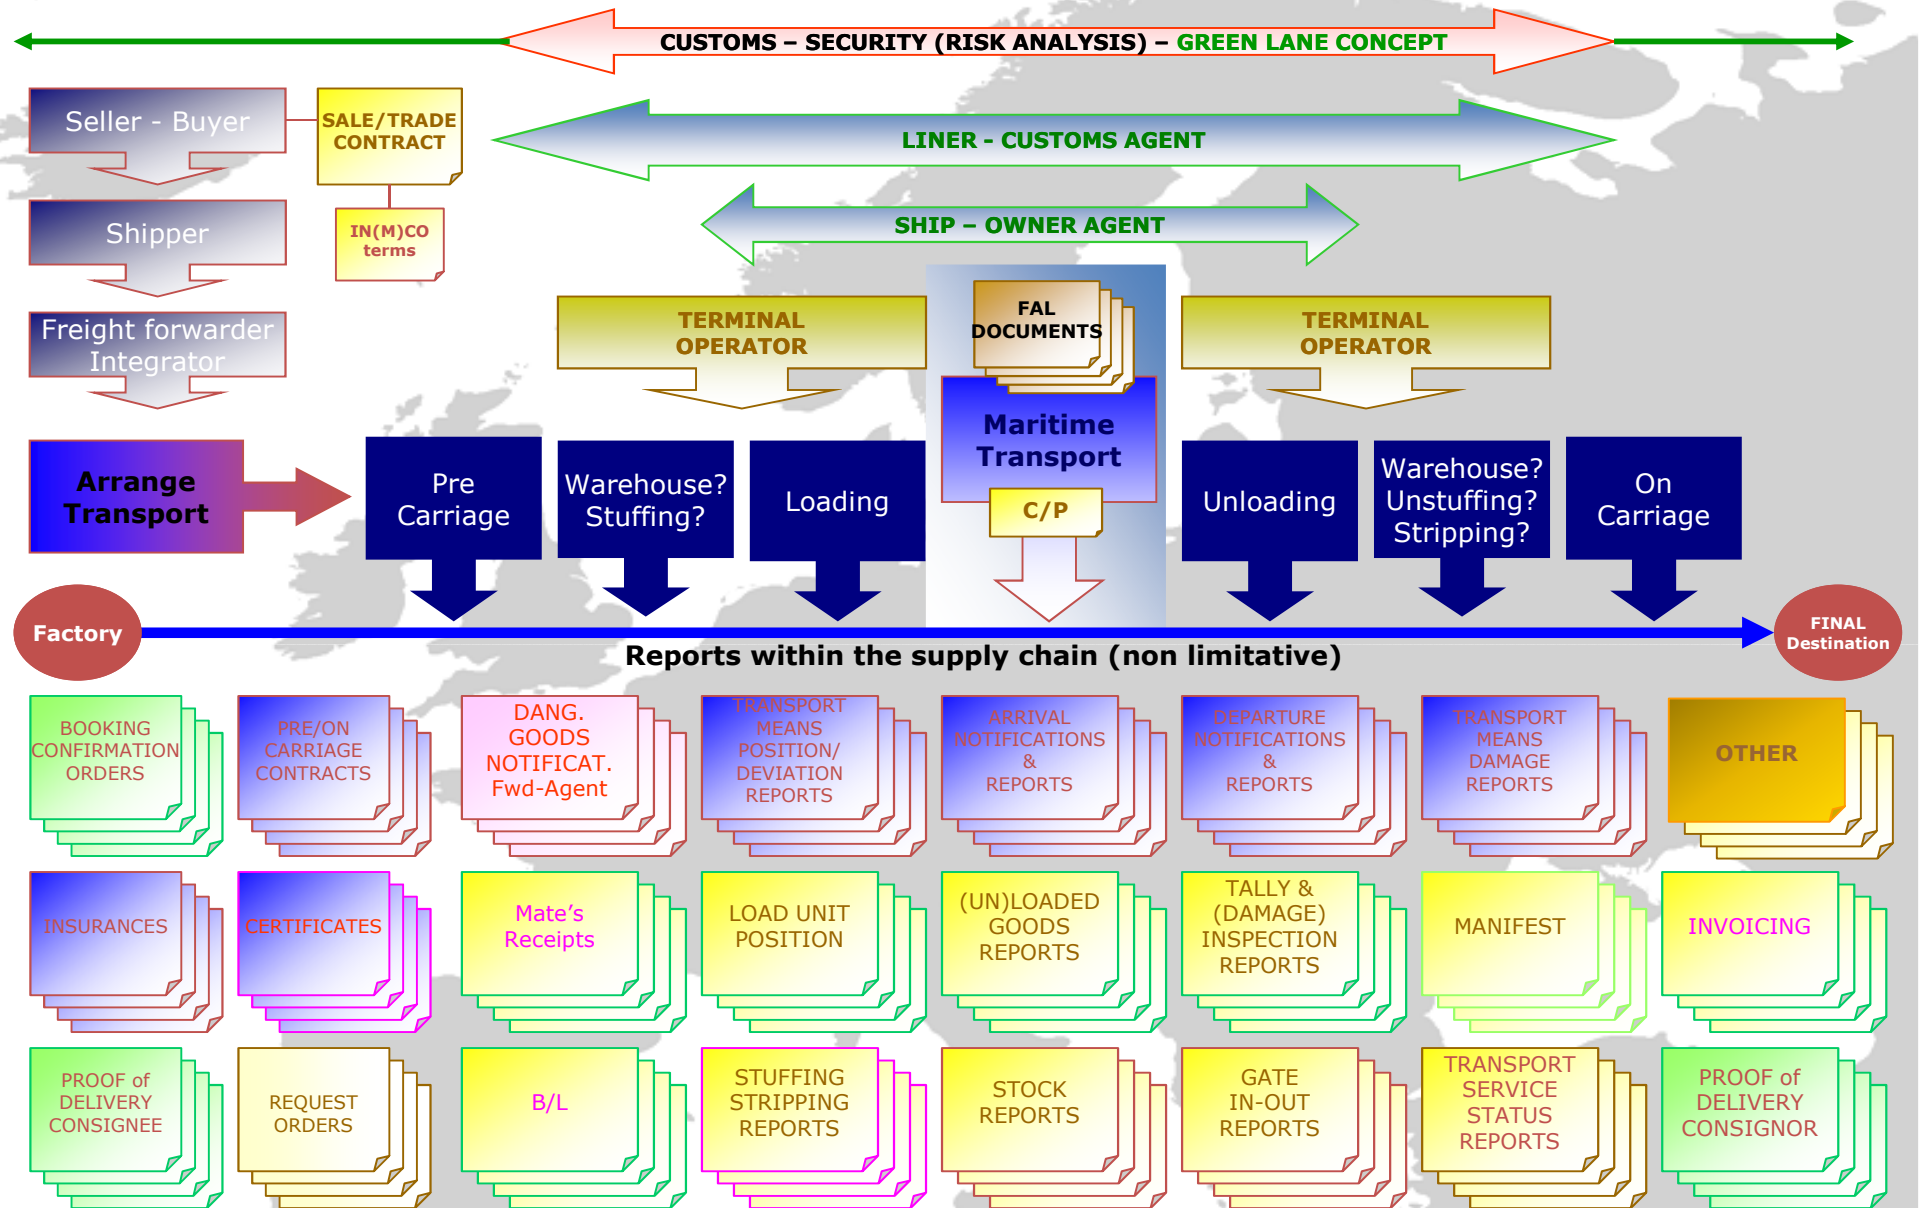 CUSTOMS – SECURITY (RISK ANALYSIS) – GREEN LANE CONCEPT
Seller - Buyer
SALE/TRADE
CONTRACT
LINER - CUSTOMS AGENT
Shipper
IN(M)CO
terms
SHIP – OWNER AGENT
Freight forwarder
Integrator
TERMINAL
OPERATOR
FAL
DOCUMENTS
TERMINAL
OPERATOR
Arrange
Transport
Pre
Carriage
Warehouse?
Stuffing?
Loading
Maritime
Transport
C/P
Unloading
Warehouse?
Unstuffing?
Stripping?
On
Carriage
Factory
FINAL
Destination
Reports within the supply chain (non limitative)
BOOKING
CONFIRMATION
ORDERS
PRE/ON
CARRIAGE
CONTRACTS
DANG.
GOODS
NOTIFICAT.
Fwd-Agent
TRANSPORT
MEANS
POSITION/
DEVIATION
REPORTS
ARRIVAL
NOTIFICATIONS
&
REPORTS
DEPARTURE
NOTIFICATIONS
&
REPORTS
TRANSPORT
MEANS
DAMAGE
REPORTS
OTHER
INSURANCES
CERTIFICATES
Mate's
Receipts
LOAD UNIT
POSITION
(UN)LOADED
GOODS
REPORTS
TALLY &
(DAMAGE)
INSPECTION
REPORTS
MANIFEST
INVOICING
PROOF of
DELIVERY
CONSIGNEE
REQUEST
ORDERS
B/L
STUFFING
STRIPPING
REPORTS
STOCK
REPORTS
GATE
IN-OUT
REPORTS
TRANSPORT
SERVICE
STATUS
REPORTS
PROOF of
DELIVERY
CONSIGNOR